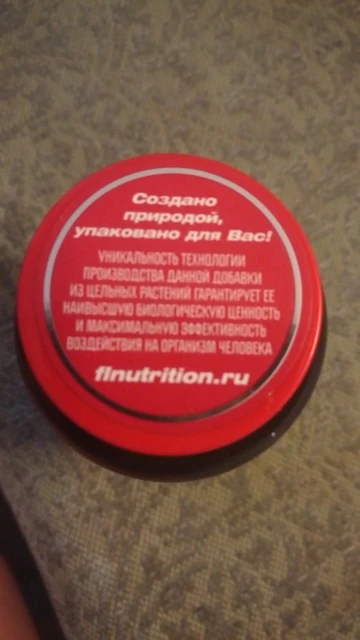 Создано
природой,
упаковано для Вас!
УНИКАЛЬНОСТЬ ТЕХНОЛОГИИ
ПРОИЗВОДСТВА ДАННОЙ ДОБАВКИ
ИЗ ЦЕЛЬНЫХ РАСТЕНИЙ ГАРАНТИРУЕТ ЕЕ
НАИВЫСШУЮ БИОЛОГИЧЕСКУЮ ЦЕННОСТЬ
И МАКСИМАЛЬНУЮ ЭФФЕКТИВНОСТЬ
ВОЗДЕЙСТВИЯ НА ОРГАНИЗМ ЧЕЛОВЕКА
flnutrition.ru